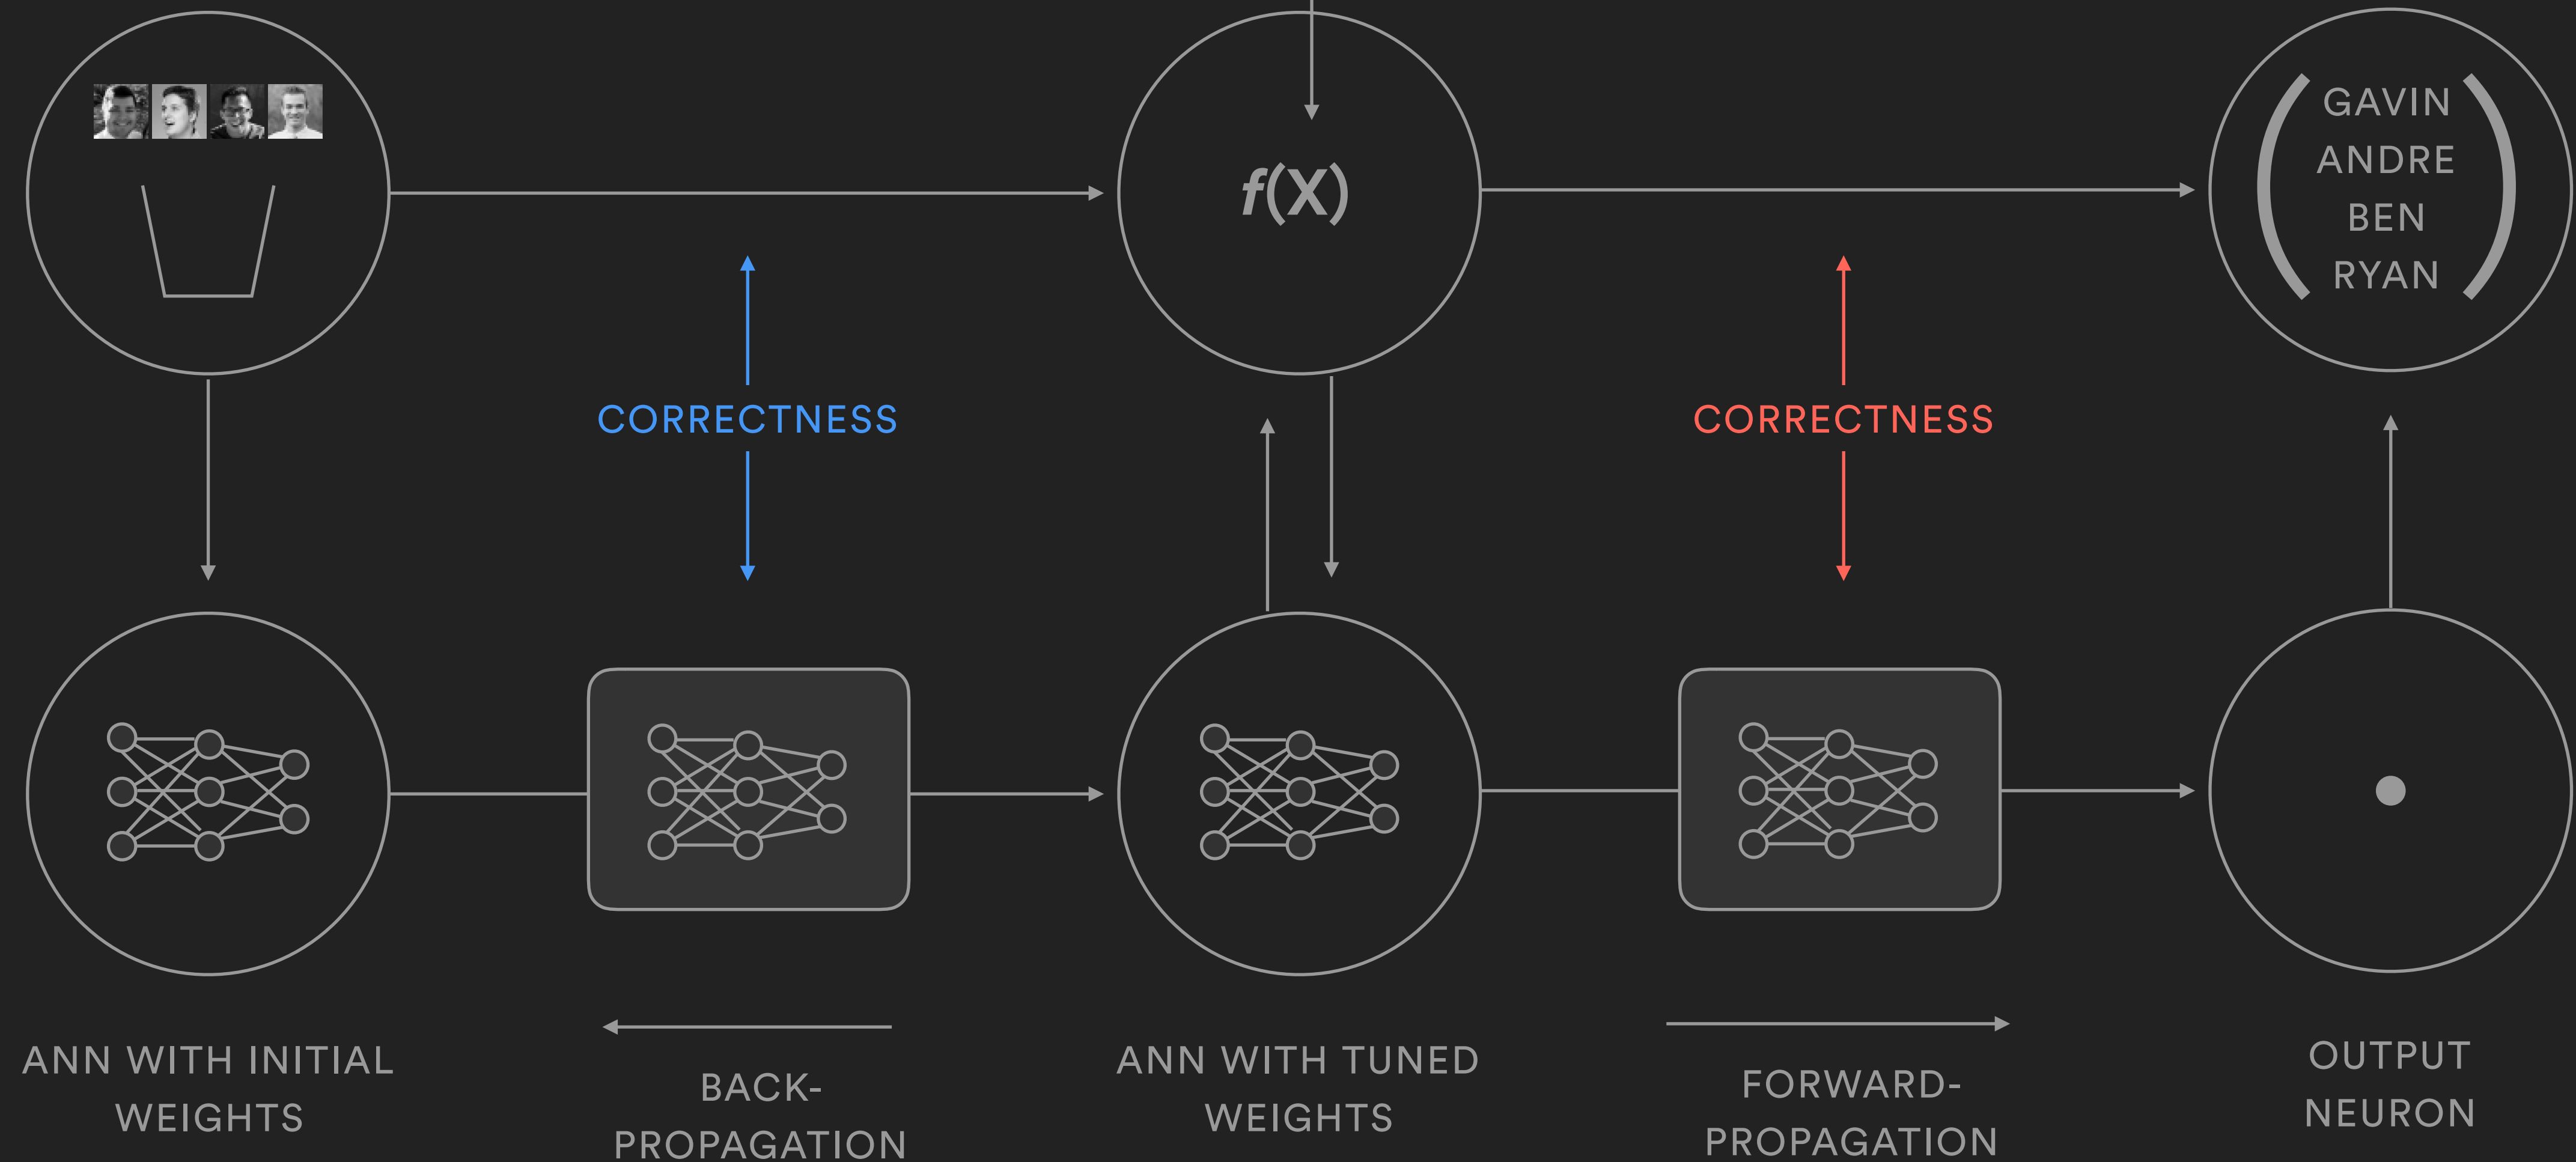 f(X)
GAVIN
ANDRE
BEN
RYAN
CORRECTNESS
CORRECTNESS
ANN WITH INITIAL
WEIGHTS
BACK-
PROPAGATION
ANN WITH TUNED
WEIGHTS
FORWARD-
PROPAGATION
OUTPUT
NEURON